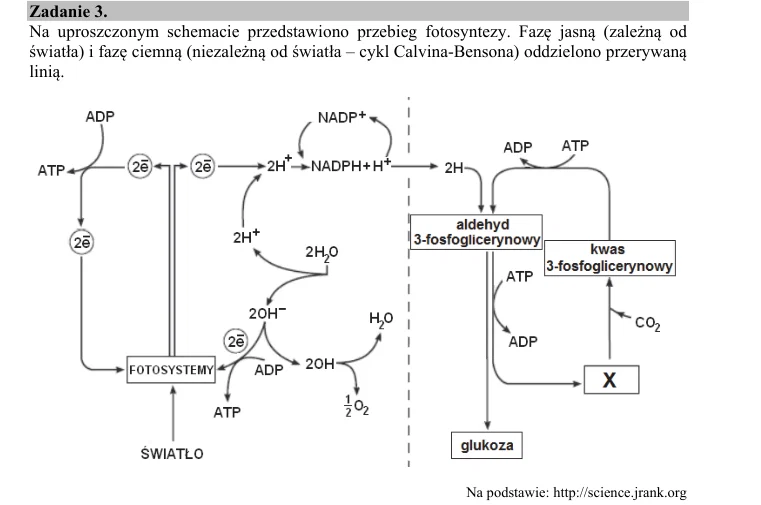 Zadanie 3.
Na uproszczonym schemacie przedstawiono przebieg fotosyntezy. Fazę jasną (zależną od
światła) i fazę ciemną (niezależną od światła – cykl Calvina-Bensona) oddzielono przerywaną
linią.
ADP
NADP+
ADP
ATP
ATP
2ē
2ē
2H⁺
NADPH+H⁺
2H
2ē
2H⁺
2H₂O
aldehyd
3-fosfoglicerynowy
kwas
3-fosfoglicerynowy
ATP
2OH⁻
H₂O
CO₂
2ē
ADP
FOTOSYSTEMY
ADP
2OH
X
ATP
½O₂
glukoza
ŚWIATŁO
Na podstawie: http://science.jrank.org